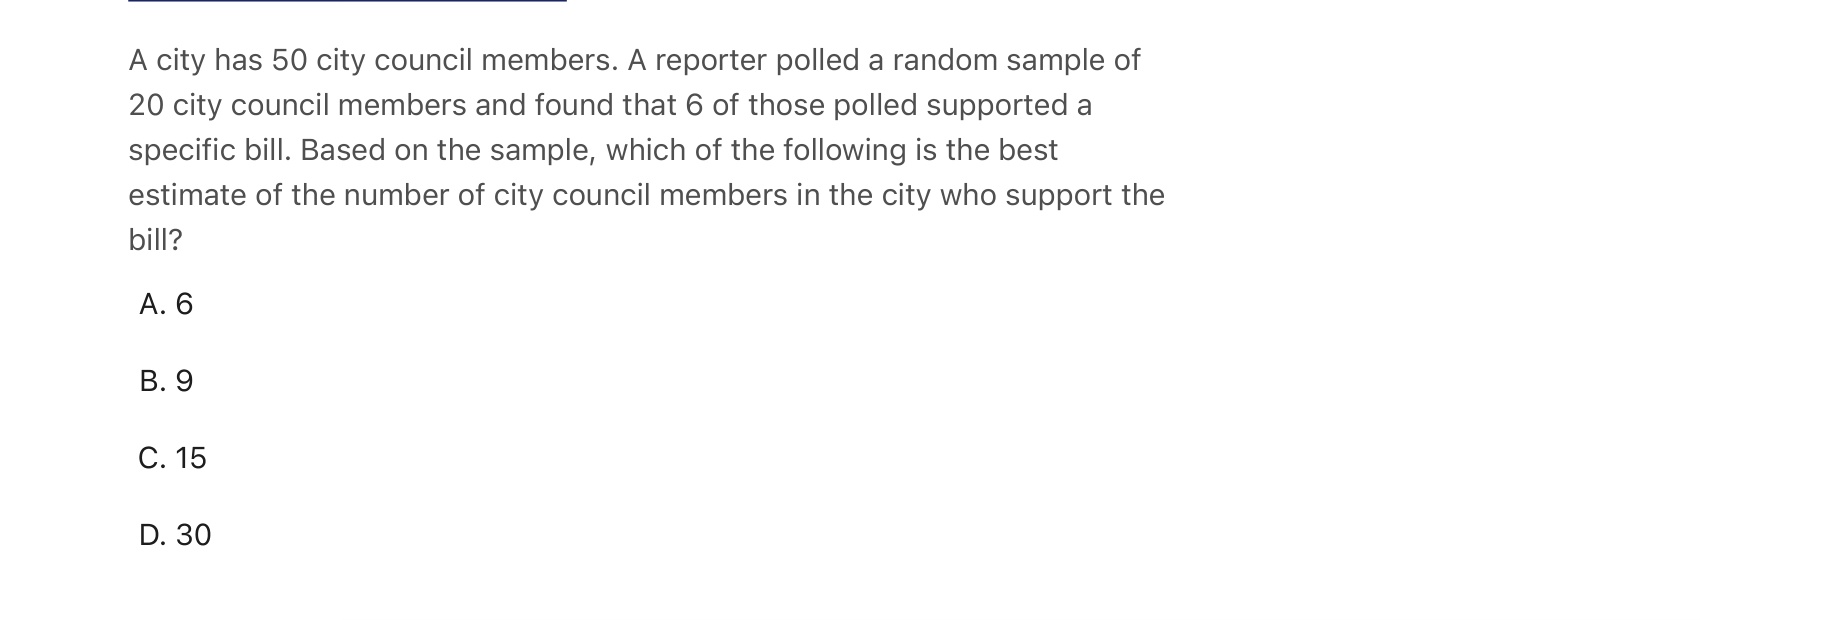 A city has 50 city council members. A reporter polled a random sample of
20 city council members and found that 6 of those polled supported a
specific bill. Based on the sample, which of the following is the best
estimate of the number of city council members in the city who support the
bill?
A. 6
B. 9
C. 15
D. 30